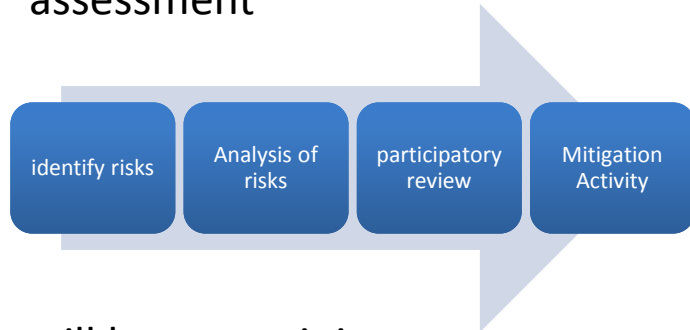 assessment
identify risks
Analysis of
risks
participatory
review
Mitigation
Activity